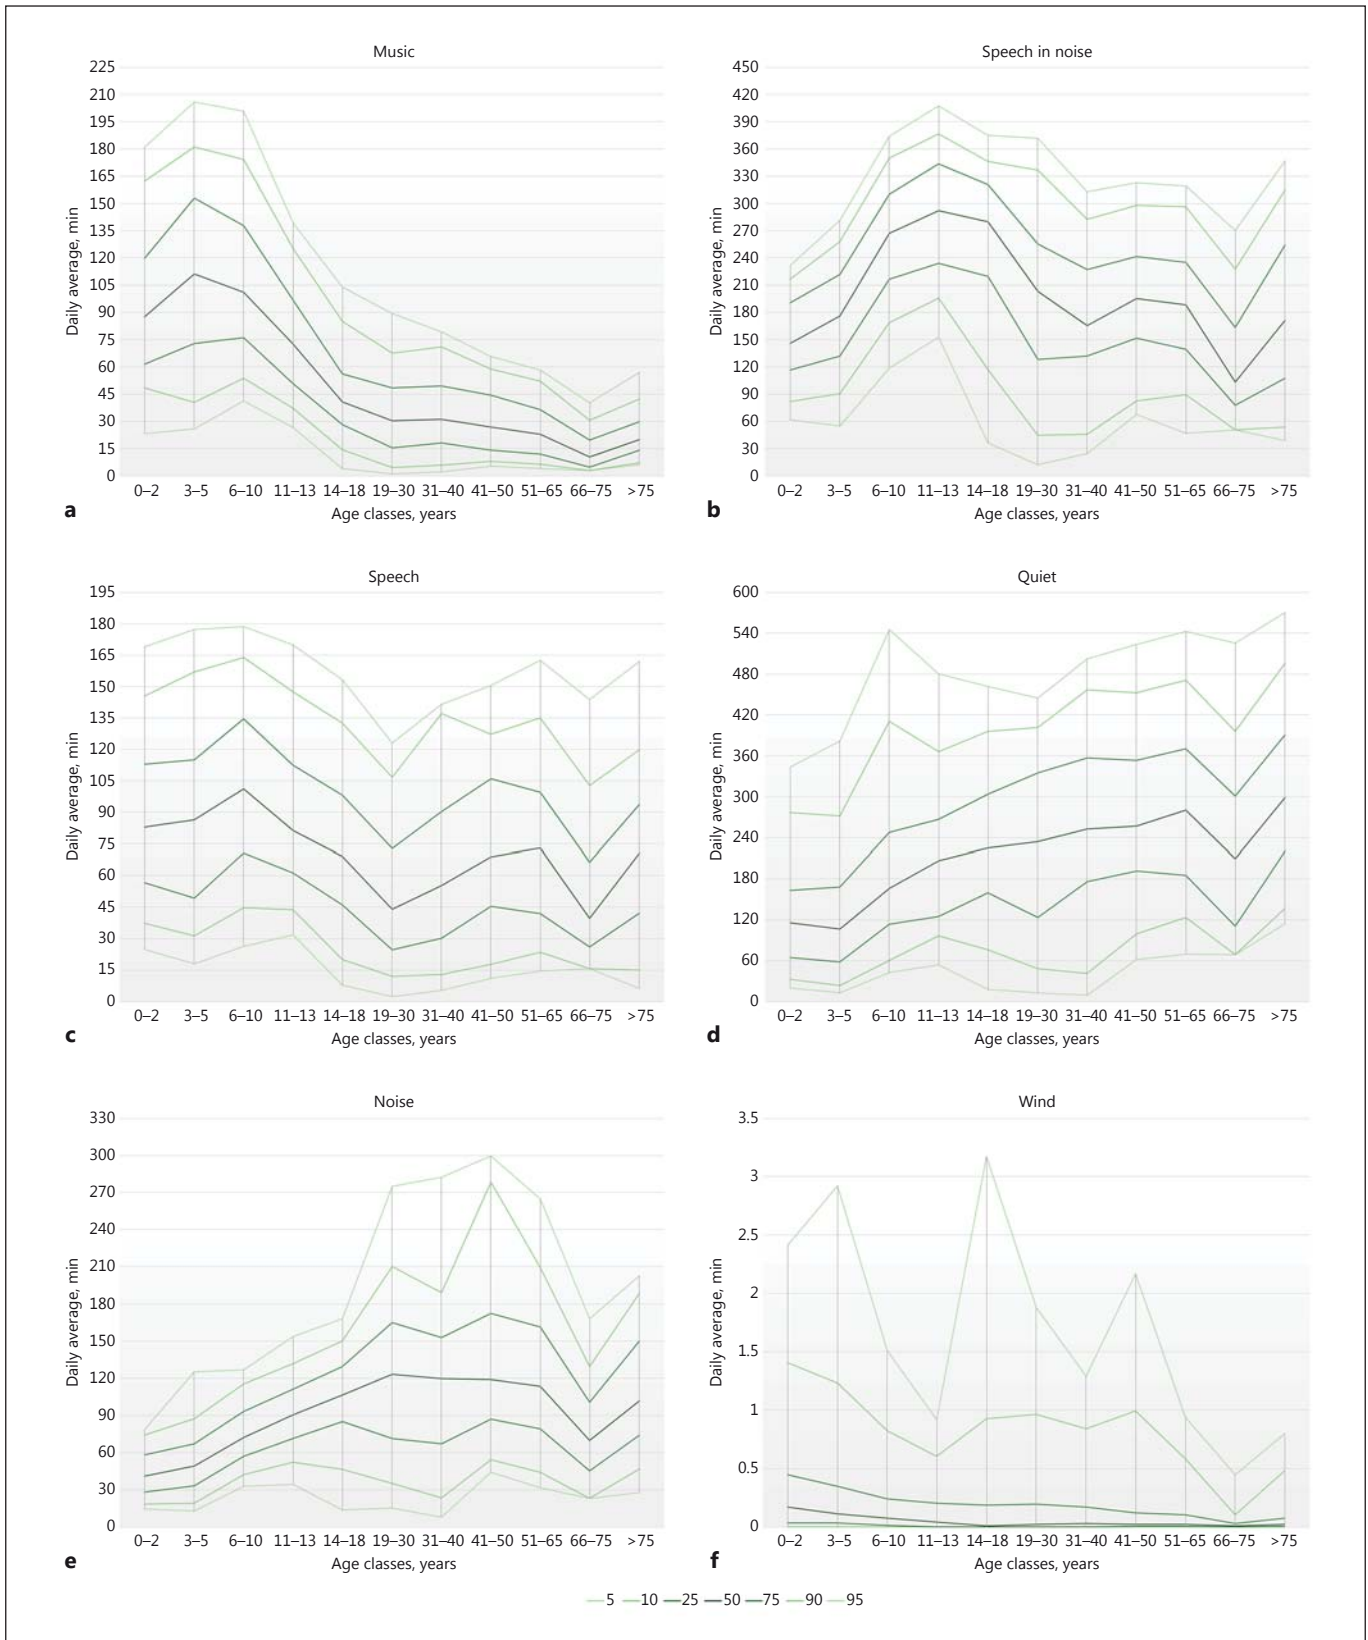 Music
225
210
195
180
165
150
135
120
105
90
75
60
45
30
15
0
Daily average, min
0–2 3–5 6–10 11–13 14–18 19–30 31–40 41–50 51–65 66–75 >75
Age classes, years
a
Speech in noise
450
420
390
360
330
300
270
240
210
180
150
120
90
60
30
0
Daily average, min
0–2 3–5 6–10 11–13 14–18 19–30 31–40 41–50 51–65 66–75 >75
Age classes, years
b
Speech
195
180
165
150
135
120
105
90
75
60
45
30
15
0
Daily average, min
0–2 3–5 6–10 11–13 14–18 19–30 31–40 41–50 51–65 66–75 >75
Age classes, years
c
Quiet
600
540
480
420
360
300
240
180
120
60
0
Daily average, min
0–2 3–5 6–10 11–13 14–18 19–30 31–40 41–50 51–65 66–75 >75
Age classes, years
d
Noise
330
300
270
240
210
180
150
120
90
60
30
0
Daily average, min
0–2 3–5 6–10 11–13 14–18 19–30 31–40 41–50 51–65 66–75 >75
Age classes, years
e
Wind
3.5
3
2.5
2
1.5
1
0.5
0
Daily average, min
0–2 3–5 6–10 11–13 14–18 19–30 31–40 41–50 51–65 66–75 >75
Age classes, years
f
5 10 25 50 75 90 95